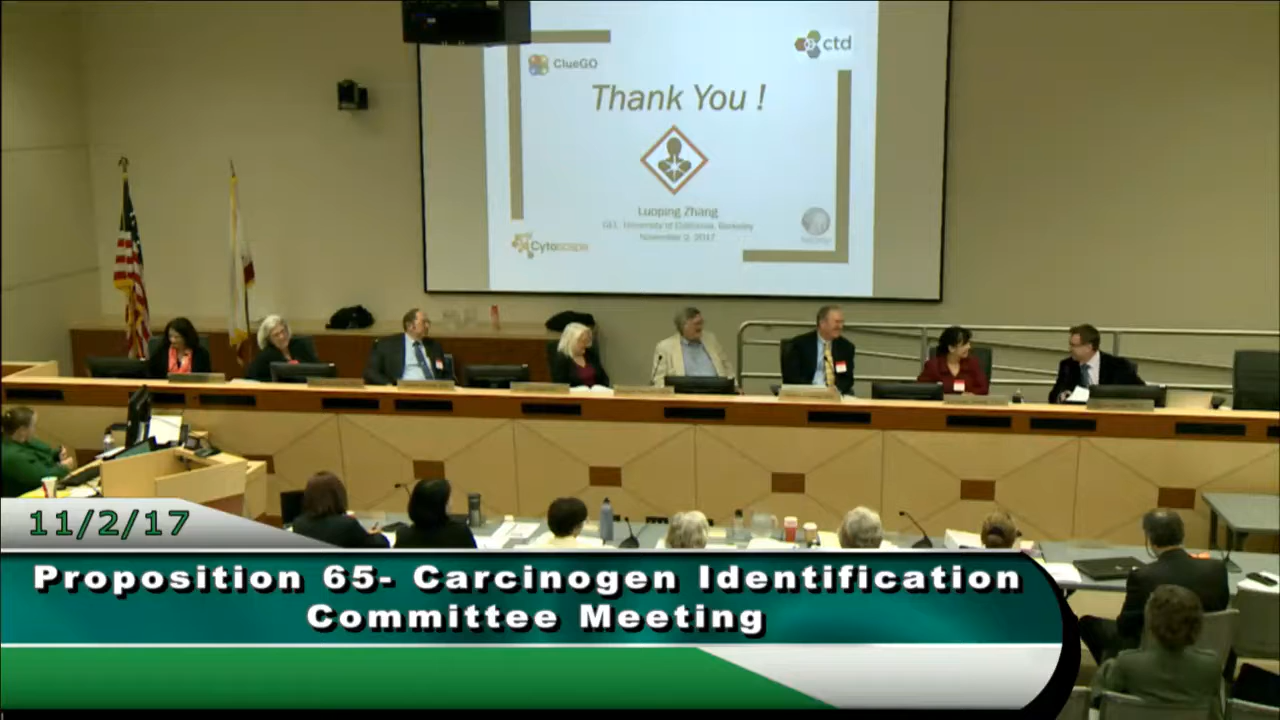 ClueGO
ctd
Thank You !
Luoping Zhang
University of California, Berkeley
November 2, 2017
Cytoscape
11/2/17
Proposition 65- Carcinogen Identification
Committee Meeting